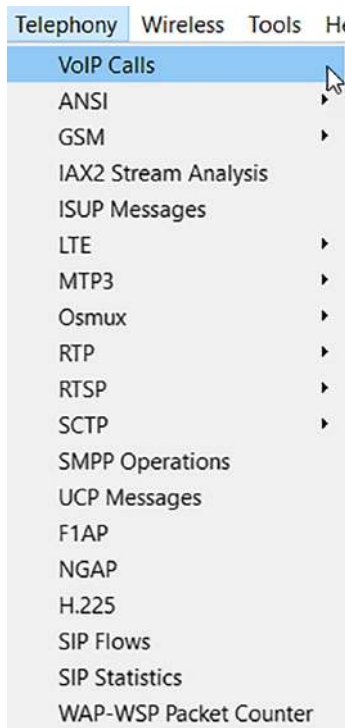 Telephony Wireless Tools
VoIP Calls
ANSI
GSM
IAX2 Stream Analysis
ISUP Messages
LTE
MTP3
Osmux
RTP
RTSP
SCTP
SMPP Operations
UCP Messages
F1AP
NGAP
H.225
SIP Flows
SIP Statistics
WAP-WSP Packet Counter